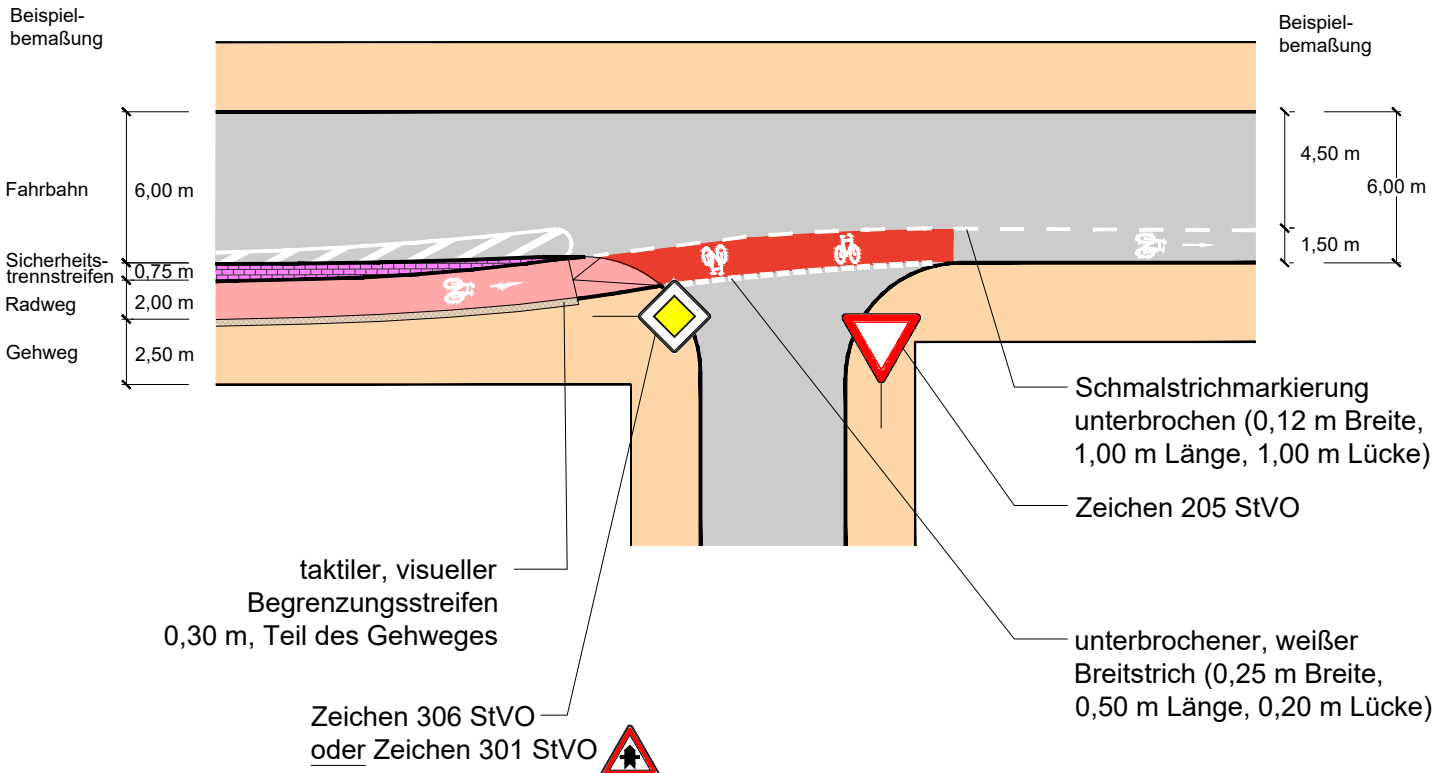 Beispiel-
bemaßung
Beispiel-
bemaßung
Fahrbahn
6,00 m
Sicherheits-
trennstreifen
0,75 m
Radweg
2,00 m
Gehweg
2,50 m
4,50 m
6,00 m
1,50 m
Schmalstrichmarkierung
unterbrochen (0,12 m Breite,
1,00 m Länge, 1,00 m Lücke)
Zeichen 205 StVO
taktiler, visueller
Begrenzungsstreifen
0,30 m, Teil des Gehweges
unterbrochener, weißer
Breitstrich (0,25 m Breite,
0,50 m Länge, 0,20 m Lücke)
Zeichen 306 StVO
oder Zeichen 301 StVO